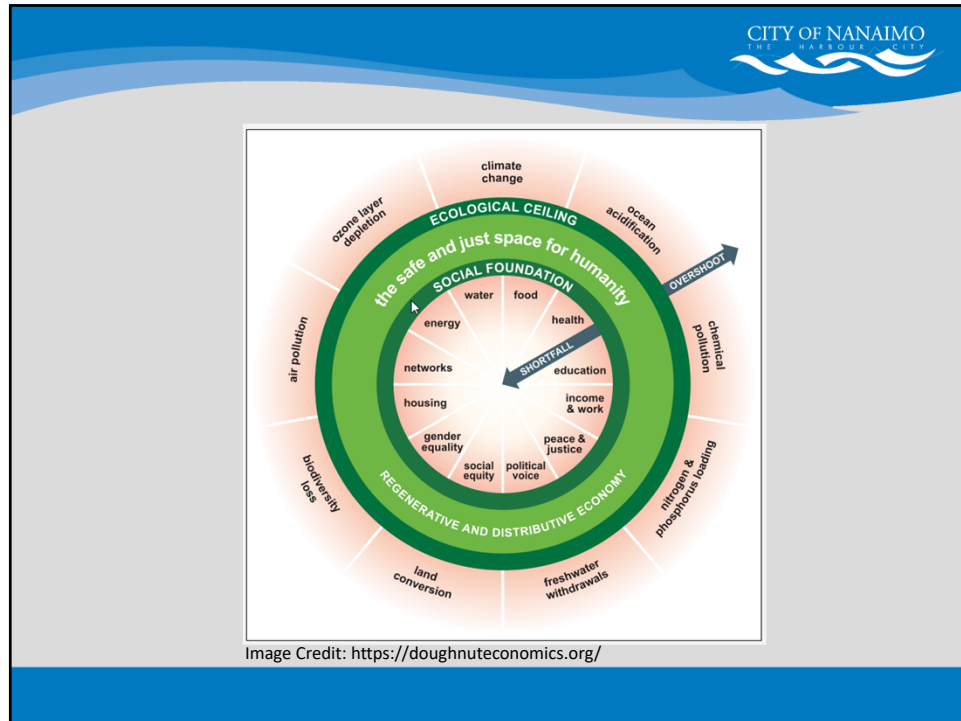 CITY OF NANAIMO
THE HARBOUR CITY
climate
change
ocean
acidification
chemical
pollution
nitrogen &
phosphorus loading
freshwater
withdrawals
land
conversion
biodiversity
loss
air pollution
ozone layer
depletion
ECOLOGICAL CEILING
the safe and just space for humanity
SOCIAL FOUNDATION
OVERSHOOT
SHORTFALL
water
food
health
education
income
& work
peace &
justice
political
voice
social
equity
gender
equality
housing
networks
energy
REGENERATIVE AND DISTRIBUTIVE ECONOMY
Image Credit: https://doughnuteconomics.org/